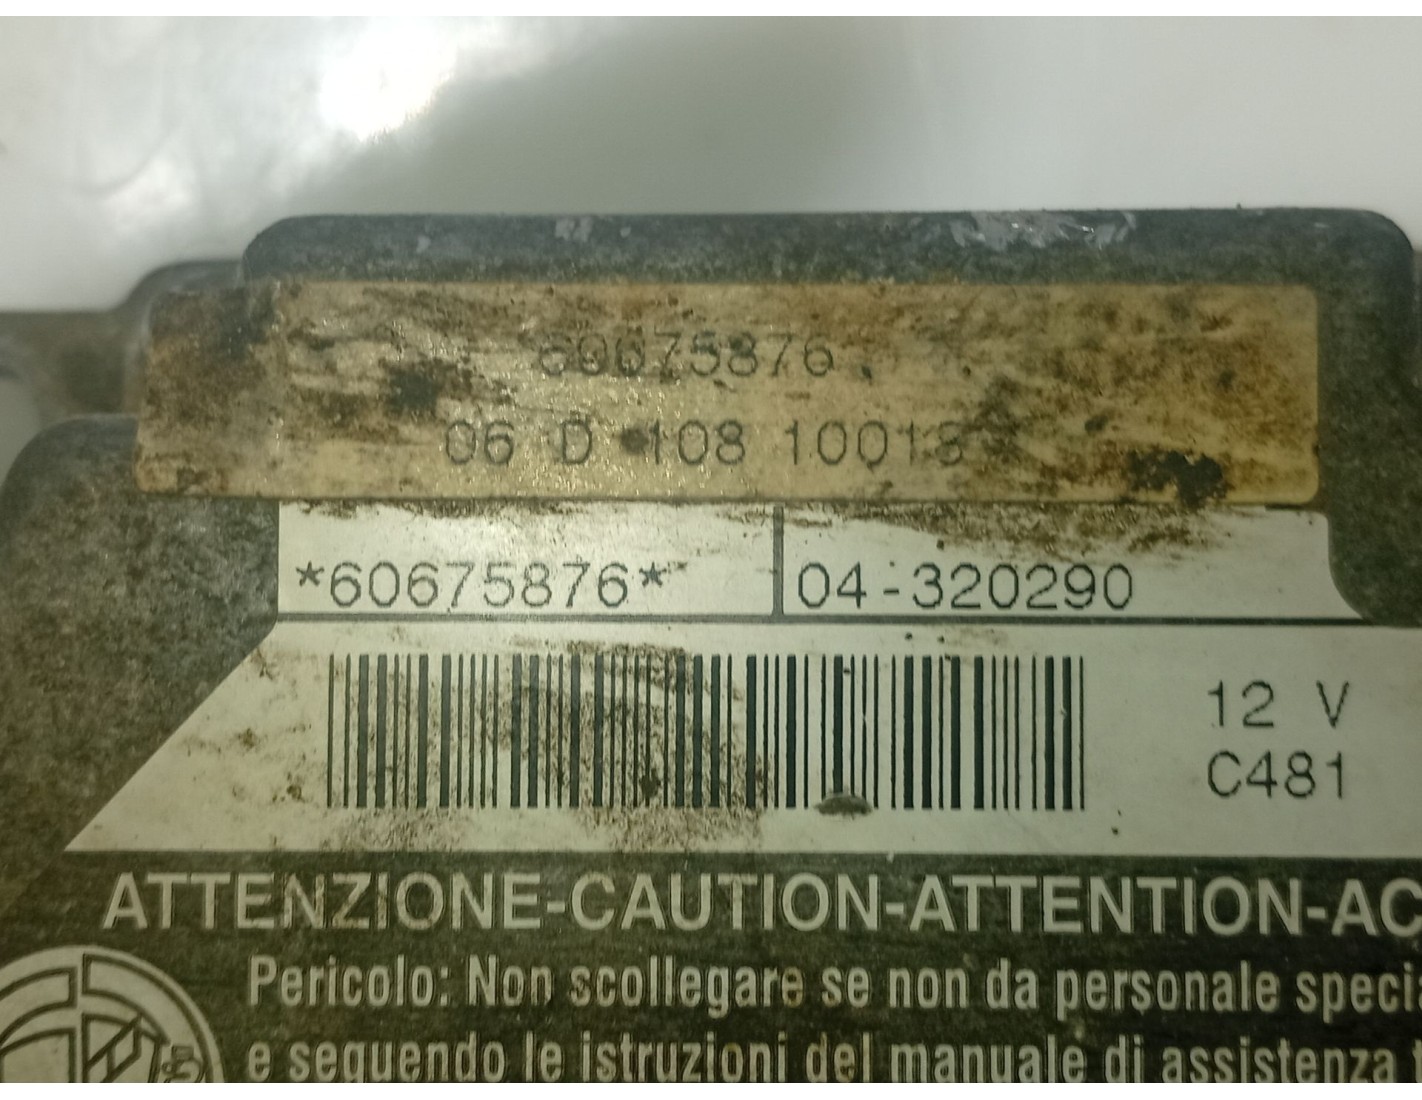 60675876
06 D 108 10018
*60675876* 04-320290
12 V
C481
ATTENZIONE-CAUTION-ATTENTION-AC
Pericolo: Non scollegare se non da personale speci
e seguendo le istruzioni del manuale di assistenza t